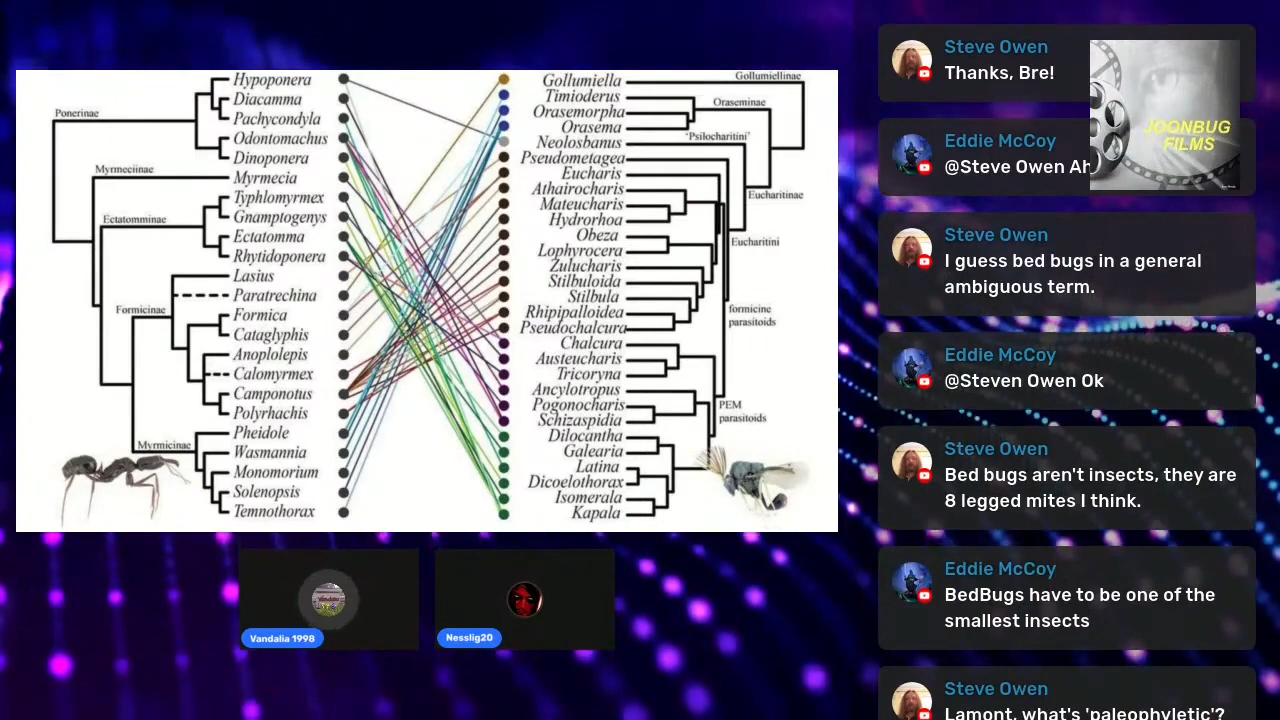 Hypoponera
Diacamma
Ponerinae
Pachycondyla
Odontomachus
Dinoponera
Myrmeciinae
Myrmecia
Typhlomyrmex
Ectatomminae
Gnamptogenys
Ectatomma
Rhytidoponera
Lasius
Paratrechina
Formicinae
Formica
Cataglyphis
Anoplolepis
Calomyrmex
Camponotus
Polyrhachis
Pheidole
Myrmicinae
Wasmannia
Monomorium
Solenopsis
Temnothorax
Gollumiella
Gollumiellinae
Timioderus
Oraseminae
Orasemorpha
Orasema
'Psilocharitini'
Neolosbanus
Pseudometagea
Eucharis
Athairocharis
Eucharitinae
Mateucharis
Hydrorhoa
Obeza
Eucharitini
Lophyrocera
Zulucharis
Stilbuloida
Stilbula
formicine
parasitoids
Rhipipalloidea
Pseudochalcura
Chalcura
Austeucharis
Tricoryna
Ancylotropus
PEM
parasitoids
Pogonocharis
Schizaspidia
Dilocantha
Galearia
Latina
Dicoelothorax
Isomerala
Kapala
Vandalia 1998
Nesslig20
JOONBUG
FILMS
Steve Owen
Thanks, Bre!
Eddie McCoy
@Steve Owen Ah
Steve Owen
I guess bed bugs in a general
ambiguous term.
Eddie McCoy
@Steven Owen Ok
Steve Owen
Bed bugs aren't insects, they are
8 legged mites I think.
Eddie McCoy
BedBugs have to be one of the
smallest insects
Steve Owen
Lamont, what's 'paleophyletic'?